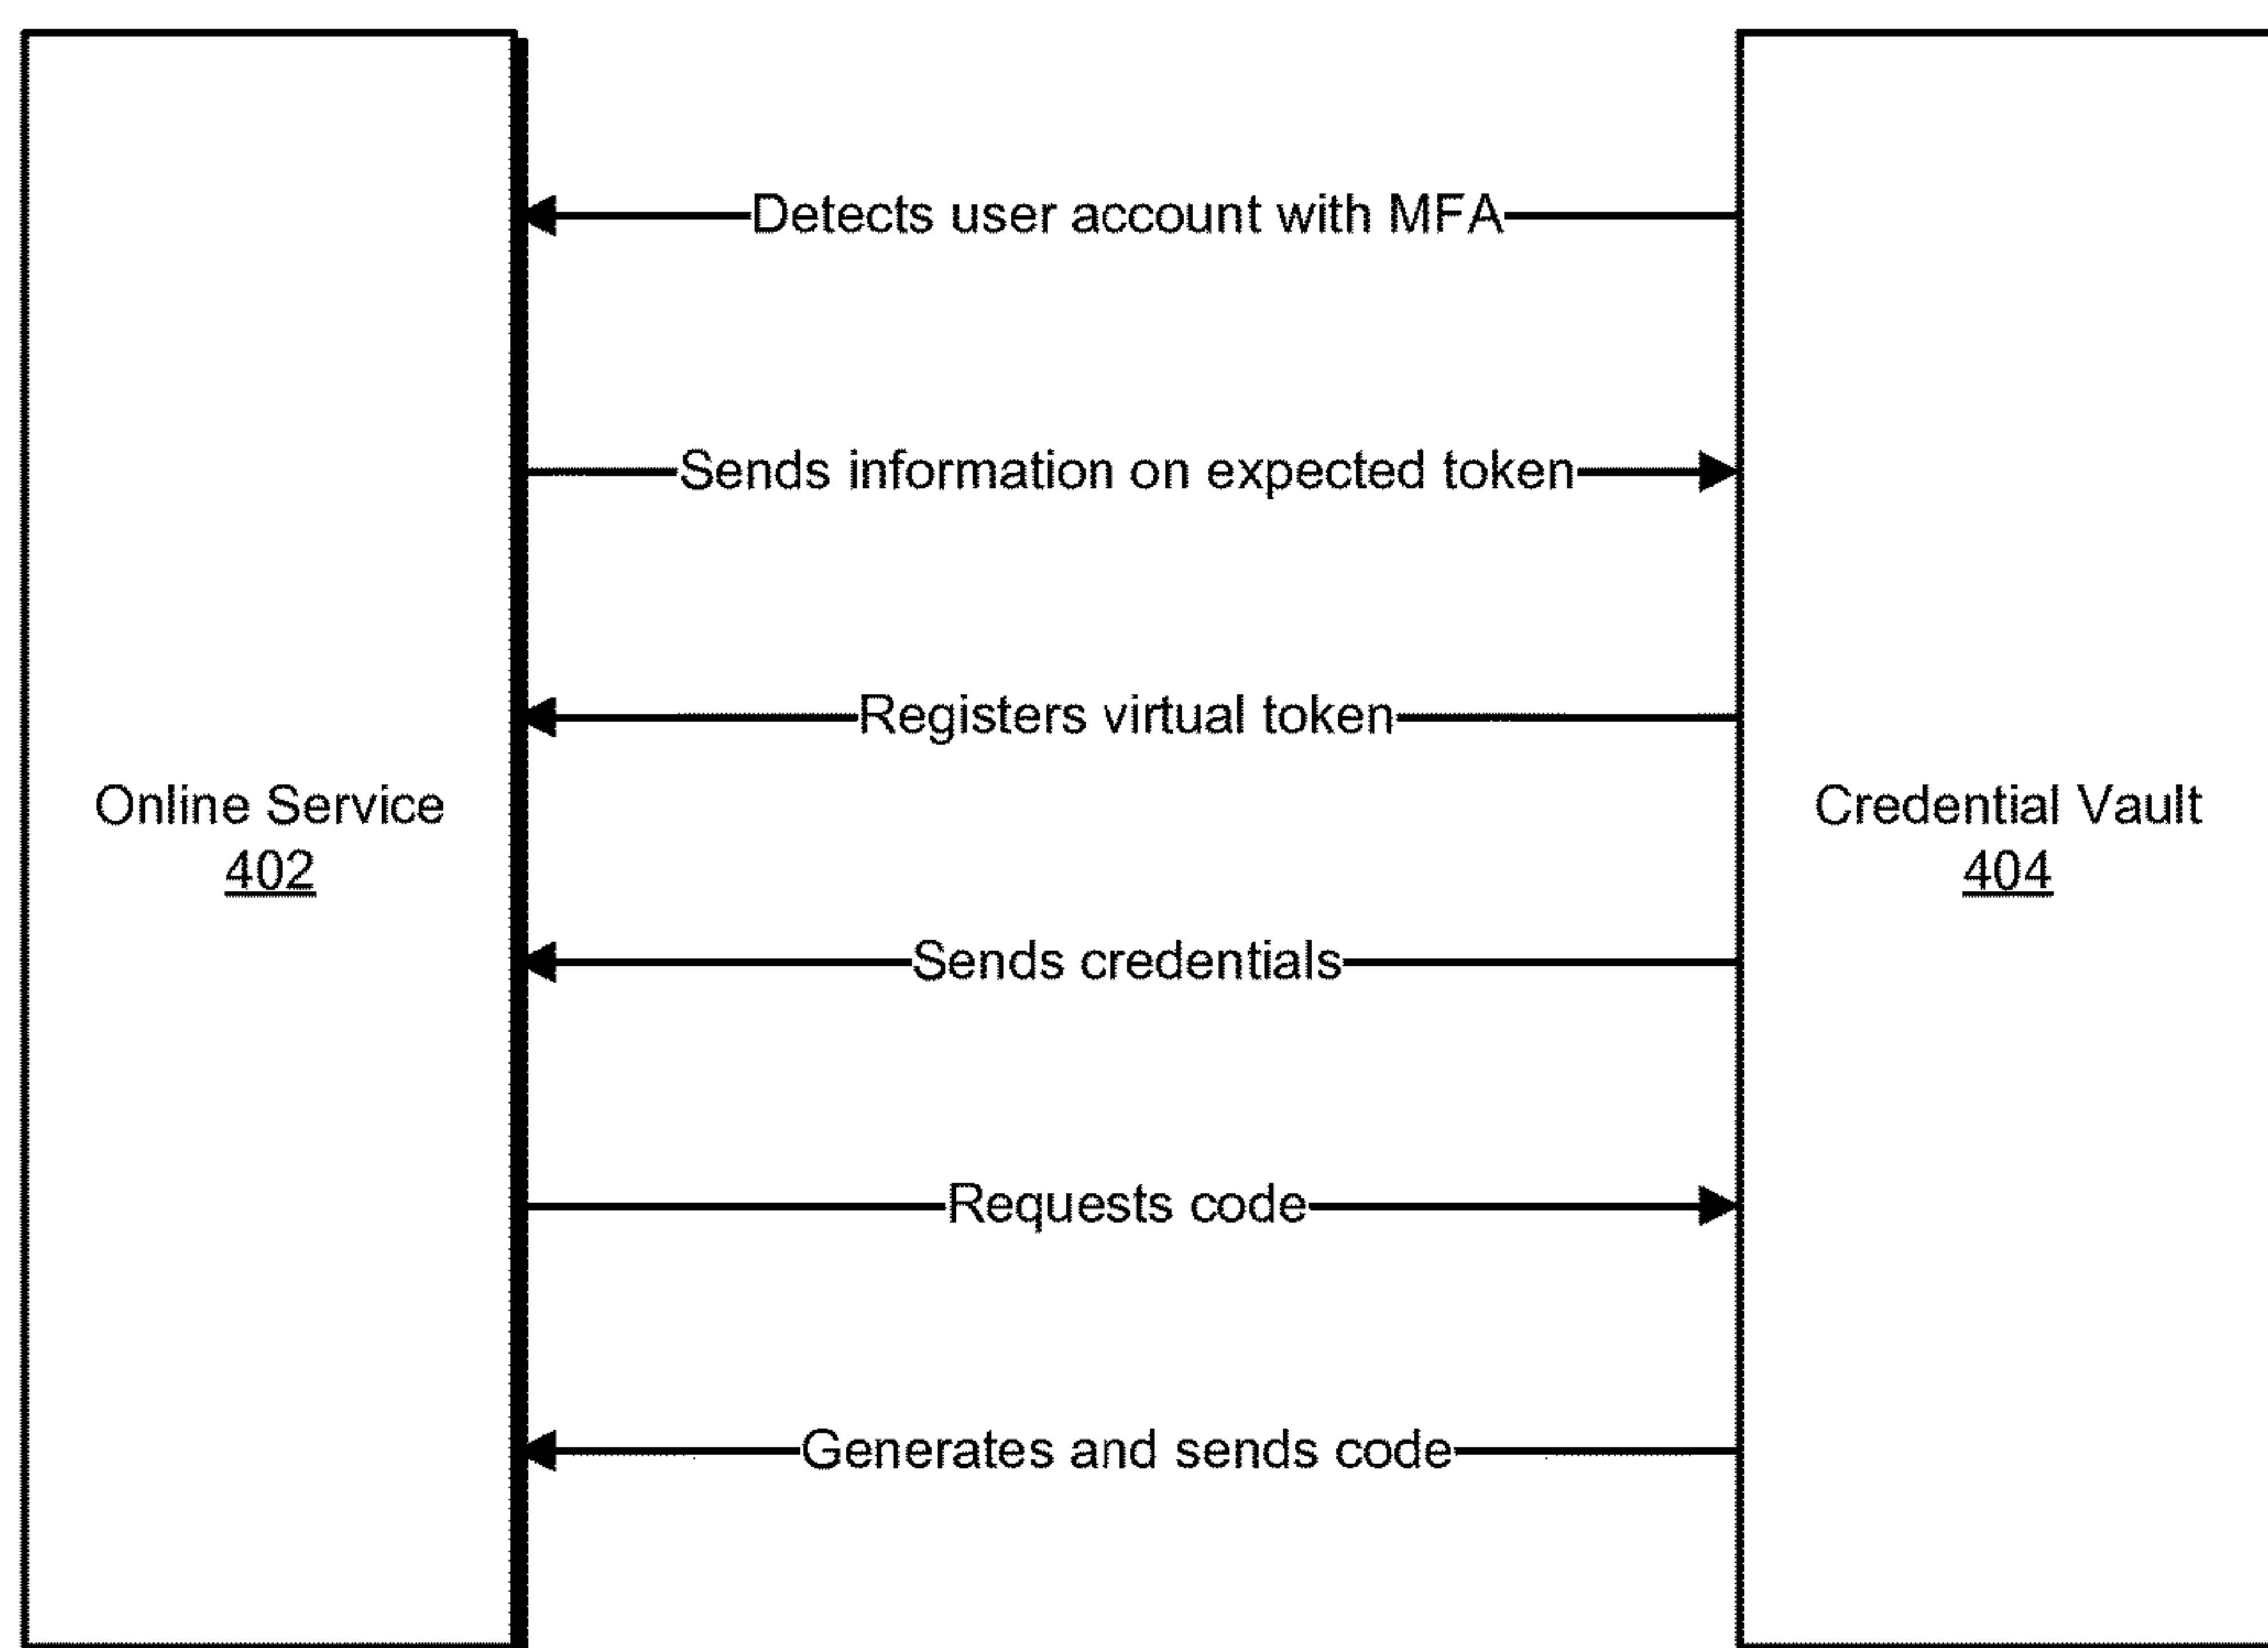 Detects user account with MFA
Sends information on expected token
Registers virtual token
Online Service
402
Credential Vault
404
Sends credentials
Requests code
Generates and sends code